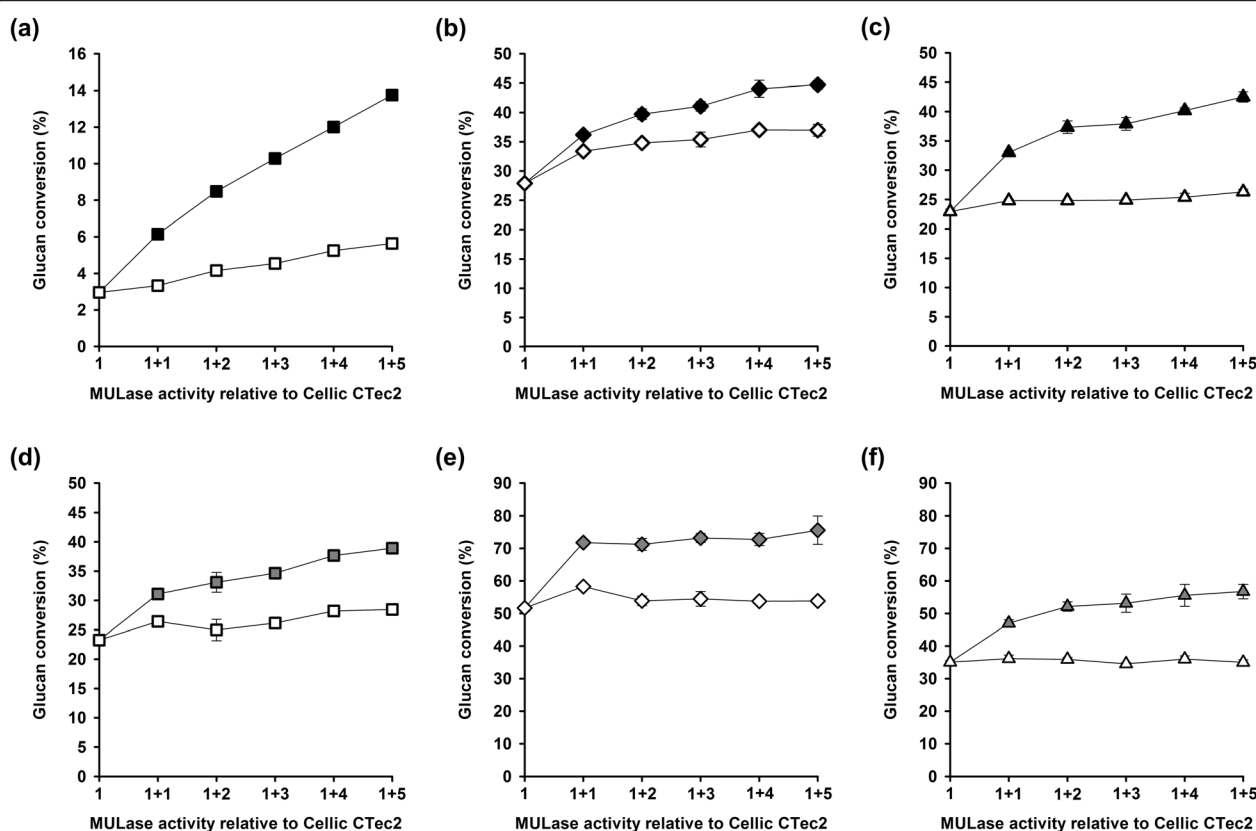 (a)
16
14
12
10
8
6
4
2
0
Glucan conversion (%)
1 1+1 1+2 1+3 1+4 1+5
MULase activity relative to Cellic CTec2
(b)
50
45
40
35
30
25
20
15
10
5
0
Glucan conversion (%)
1 1+1 1+2 1+3 1+4 1+5
MULase activity relative to Cellic CTec2
(c)
50
45
40
35
30
25
20
15
10
5
0
Glucan conversion (%)
1 1+1 1+2 1+3 1+4 1+5
MULase activity relative to Cellic CTec2
(d)
50
45
40
35
30
25
20
15
10
5
0
Glucan conversion (%)
1 1+1 1+2 1+3 1+4 1+5
MULase activity relative to Cellic CTec2
(e)
90
80
70
60
50
40
30
20
10
0
Glucan conversion (%)
1 1+1 1+2 1+3 1+4 1+5
MULase activity relative to Cellic CTec2
(f)
90
80
70
60
50
40
30
20
10
0
Glucan conversion (%)
1 1+1 1+2 1+3 1+4 1+5
MULase activity relative to Cellic CTec2